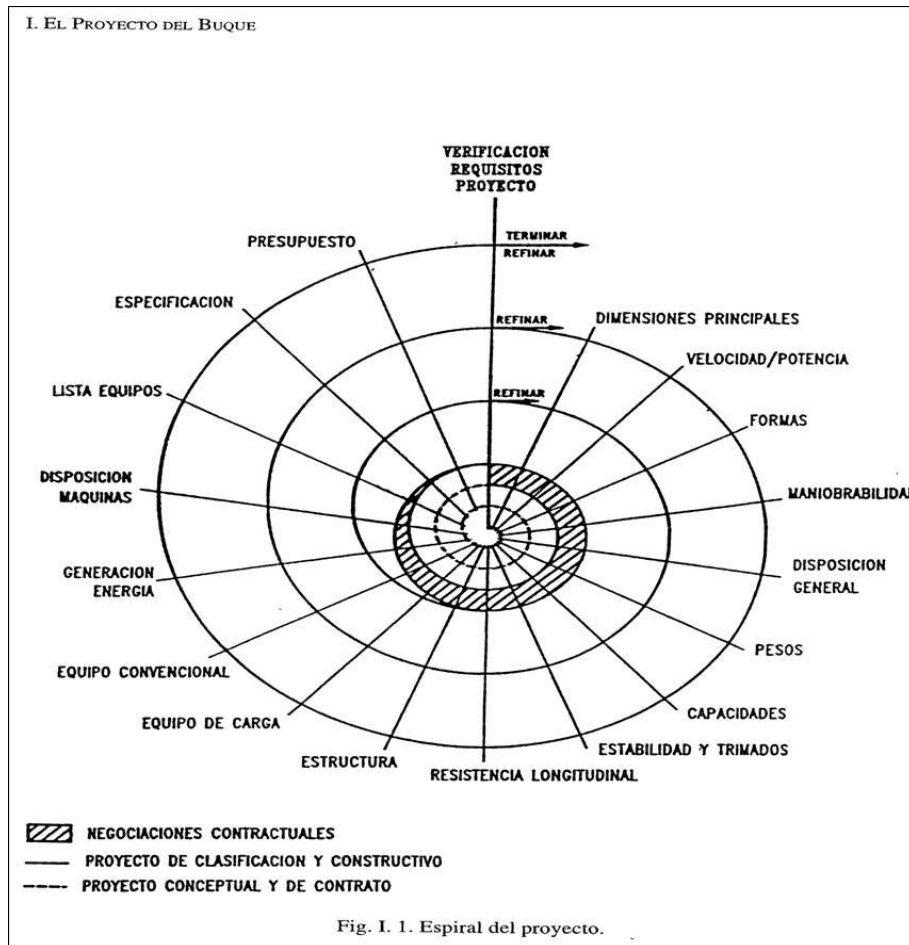 I. EL PROYECTO DEL BUQUE
VERIFICACION
REQUISITOS
PROYECTO
PRESUPUESTO
TERMINAR
REFINAR
ESPECIFICACION
REFINAR
DIMENSIONES PRINCIPALES
VELOCIDAD/POTENCIA
LISTA EQUIPOS
REFINAR
FORMAS
DISPOSICION
MAQUINAS
MANIOBRABILIDAD
GENERACION
ENERGIA
DISPOSICION
GENERAL
EQUIPO CONVENCIONAL
PESOS
EQUIPO DE CARGA
CAPACIDADES
ESTRUCTURA
RESISTENCIA LONGITUDINAL
ESTABILIDAD Y TRIMADOS
NEGOCIACIONES CONTRACTUALES
PROYECTO DE CLASIFICACION Y CONSTRUCTIVO
PROYECTO CONCEPTUAL Y DE CONTRATO
Fig. I. 1. Espiral del proyecto.